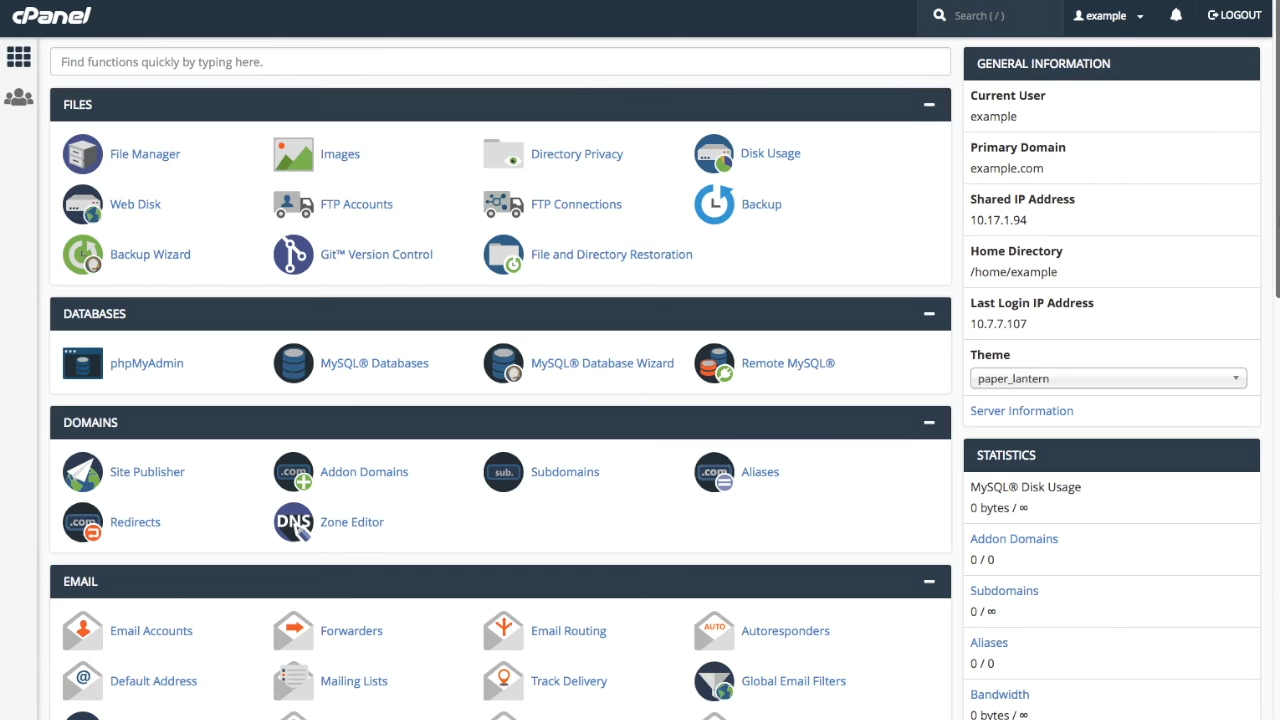 cPanel
Search ( / )
example
LOGOUT
Find functions quickly by typing here.
FILES
File Manager
Images
Directory Privacy
Disk Usage
Web Disk
FTP Accounts
FTP Connections
Backup
Backup Wizard
Git™ Version Control
File and Directory Restoration
DATABASES
phpMyAdmin
MySQL® Databases
MySQL® Database Wizard
Remote MySQL®
DOMAINS
Site Publisher
.com
Addon Domains
sub.
Subdomains
.com
Aliases
.com
Redirects
DNS
Zone Editor
EMAIL
Email Accounts
Forwarders
Email Routing
AUTO
Autoresponders
@
Default Address
Mailing Lists
Track Delivery
Global Email Filters
GENERAL INFORMATION
Current User
example
Primary Domain
example.com
Shared IP Address
10.17.1.94
Home Directory
/home/example
Last Login IP Address
10.7.7.107
Theme
paper_lantern
Server Information
STATISTICS
MySQL® Disk Usage
0 bytes / ∞
Addon Domains
0 / 0
Subdomains
0 / ∞
Aliases
0 / 0
Bandwidth
0 bytes / ∞